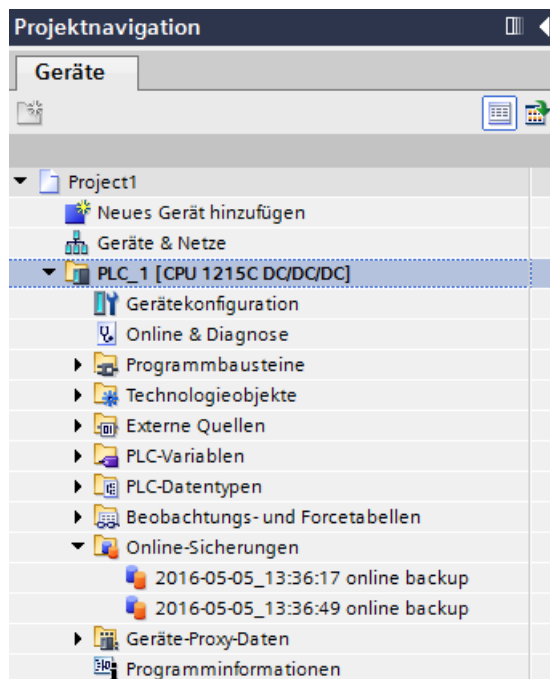 Projektnavigation
Geräte
Project1
Neues Gerät hinzufügen
Geräte & Netze
PLC_1 [CPU 1215C DC/DC/DC]
Gerätekonfiguration
Online & Diagnose
Programmbausteine
Technologieobjekte
Externe Quellen
PLC-Variablen
PLC-Datentypen
Beobachtungs- und Forcetabellen
Online-Sicherungen
2016-05-05_13:36:17 online backup
2016-05-05_13:36:49 online backup
Geräte-Proxy-Daten
Programminformationen